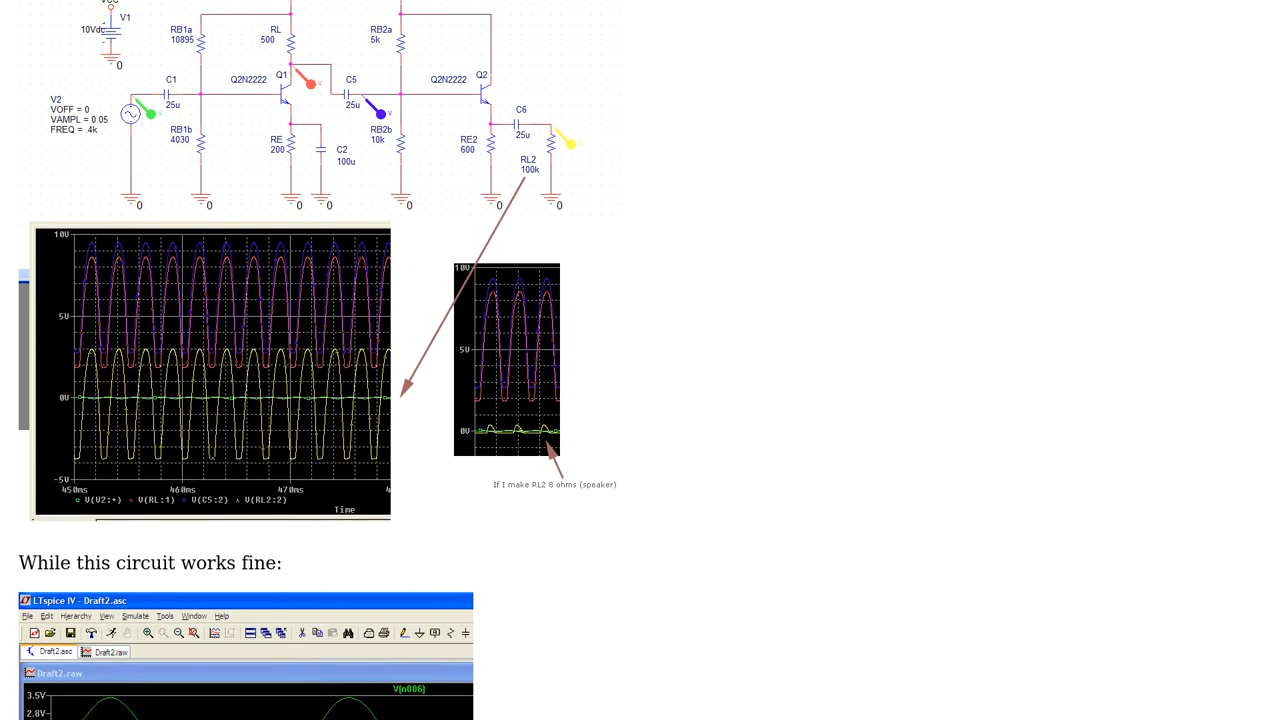 VCC
V1
10Vdc
0
RB1a
10895
RL
500
RB2a
5k
C1
25u
Q2N2222
Q1
C5
25u
Q2N2222
Q2
V
V
V
V
V2
VOFF = 0
VAMPL = 0.05
FREQ = .4k
RB1b
4030
RE
200
C2
100u
RB2b
10k
RE2
600
C6
25u
RL2
100k
0
0
0
0
0
0
0
10V
5V
0V
-5V
450ms
460ms
470ms
V(V2:+)
V(RL:1)
V(C5:2)
V(RL2:2)
Time
10V
5V
0V
If I make RL2 8 ohms (speaker)
While this circuit works fine:
LTspice IV - Draft2.asc
File Edit Hierarchy View Simulate Tools Window Help
Draft2.asc Draft2.raw
Draft2.raw
V(n006)
3.5V
2.8V